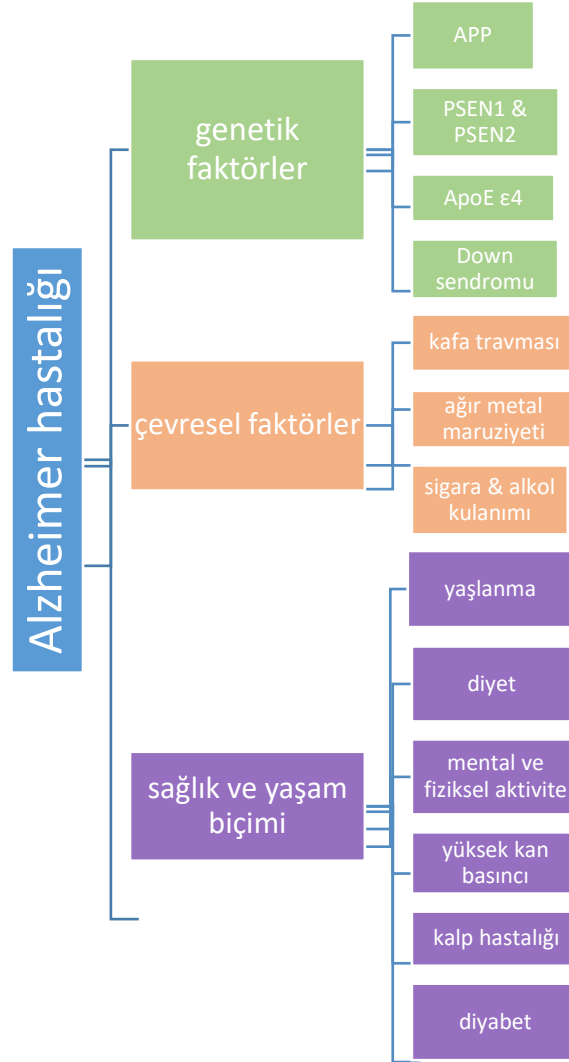 Alzheimer hastalığı
genetik
faktörler
APP
PSEN1 &
PSEN2
ApoE ε4
Down
sendromu
çevresel faktörler
kafa travması
ağır metal
maruziyeti
sigara & alkol
kulanımı
sağlık ve yaşam
biçimi
yaşlanma
diyet
mental ve
fiziksel aktivite
yüksek kan
basıncı
kalp hastalığı
diyabet